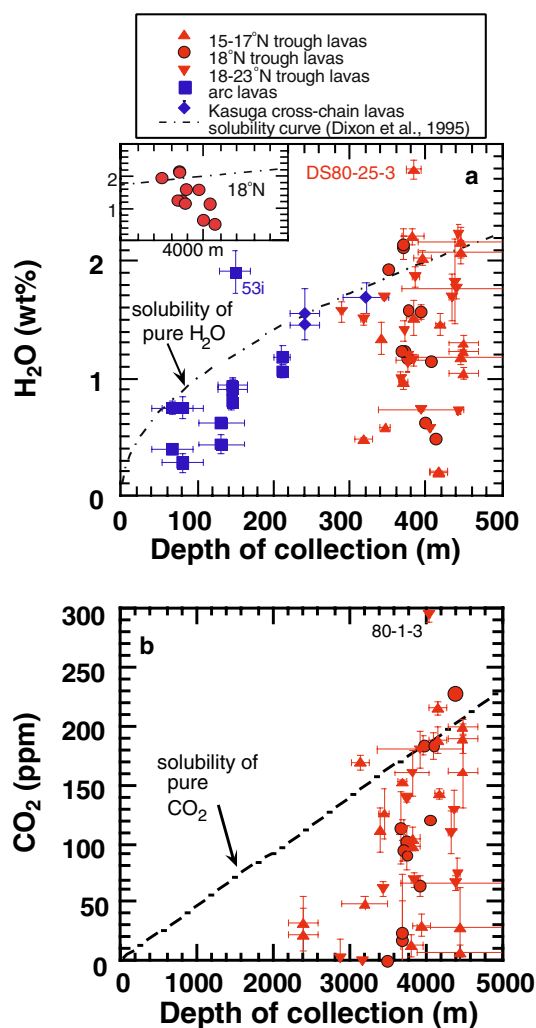 15-17°N trough lavas
18°N trough lavas
18-23°N trough lavas
arc lavas
Kasuga cross-chain lavas
solubility curve (Dixon et al., 1995)
a
DS80-25-3
2
1
18°N
4000 m
53i
solubility of
pure H2O
H2O (wt%)
2
1
0
0 100 200 300 400 500
Depth of collection (m)
b
80-1-3
solubility of
pure
CO2
CO2 (ppm)
300
250
200
150
100
50
0
0 1000 2000 3000 4000 5000
Depth of collection (m)